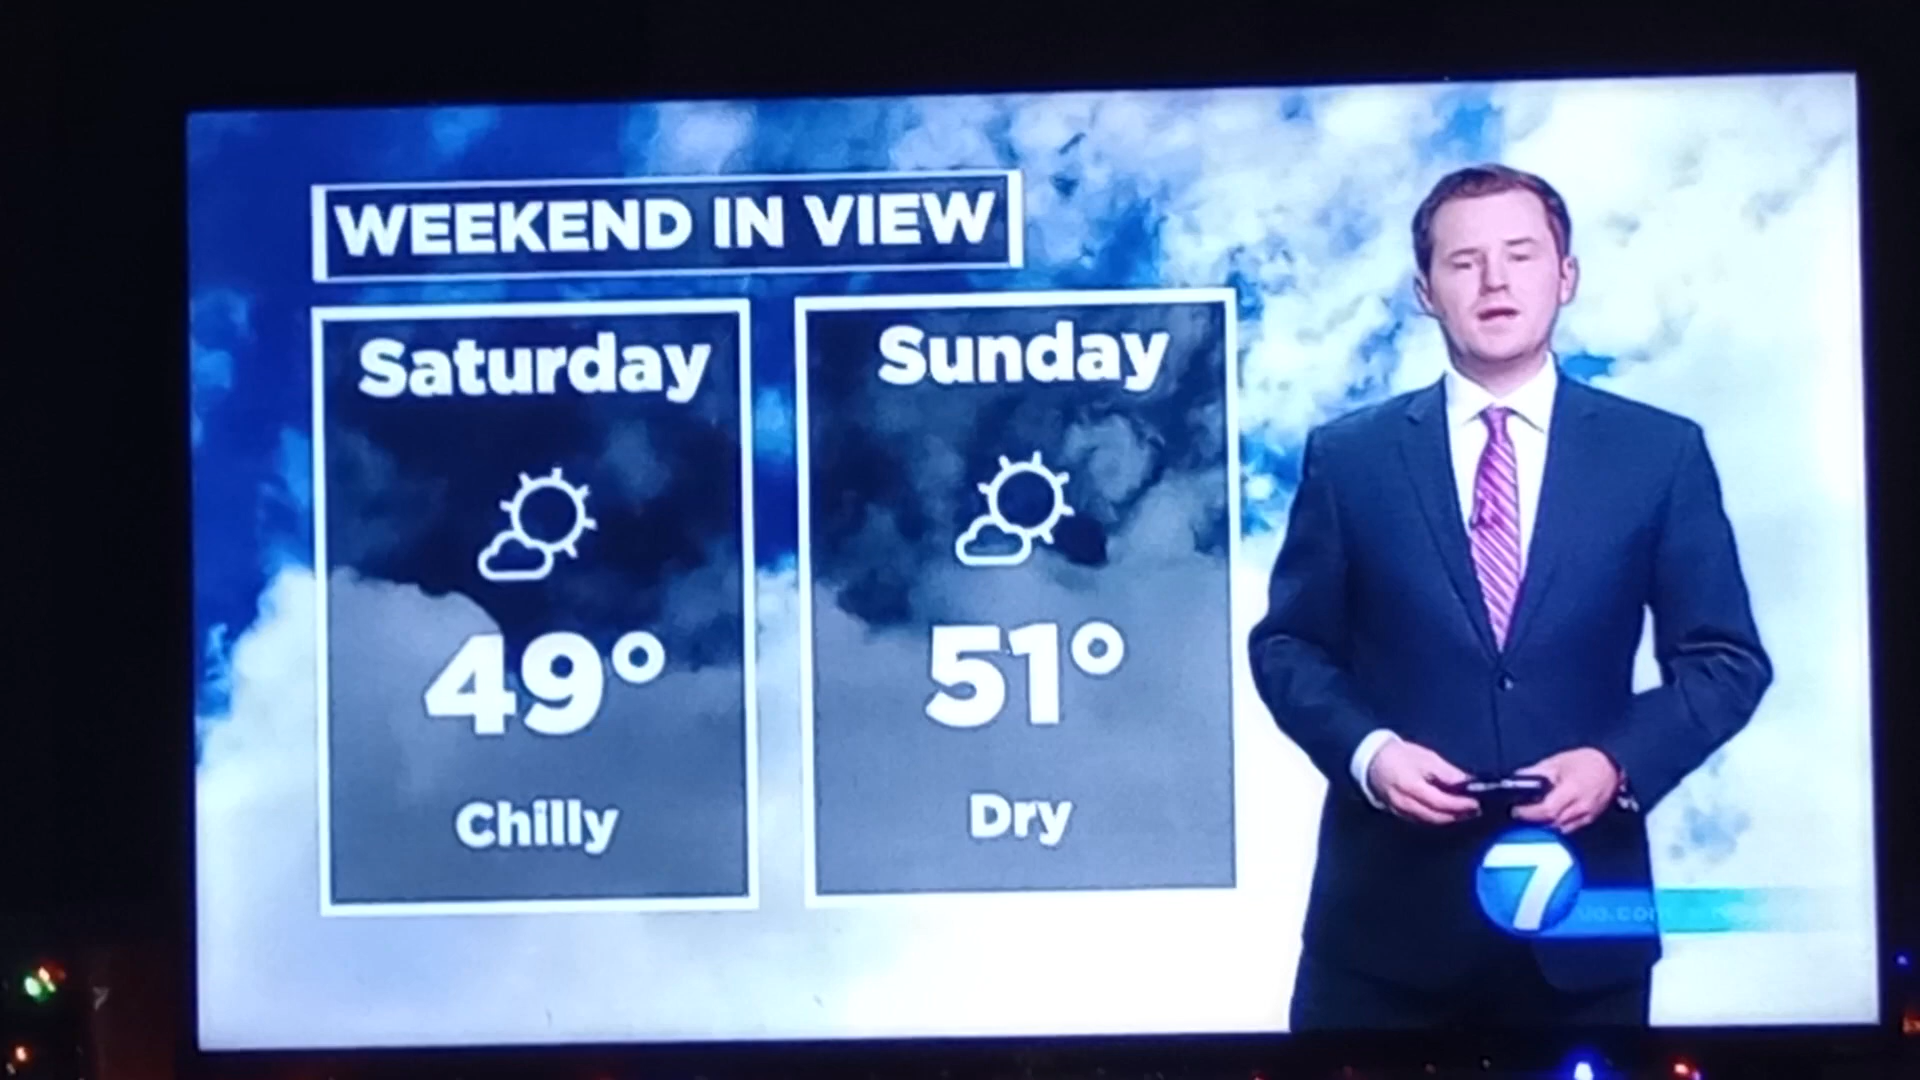 WEEKEND IN VIEW
Saturday
49°
Chilly
Sunday
51°
Dry
7